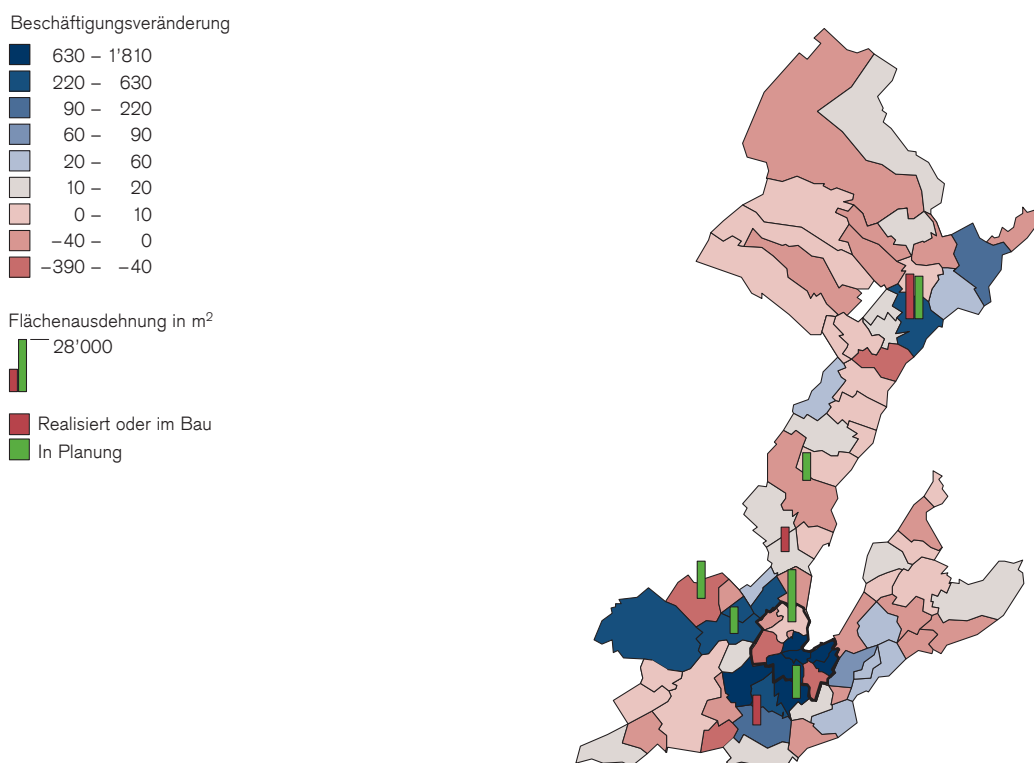 Beschäftigungsveränderung
630 – 1’810
220 – 630
90 – 220
60 – 90
20 – 60
10 – 20
0 – 10
–40 – 0
–390 – –40
Flächenausdehnung in m²
28’000
Realisiert oder im Bau
In Planung